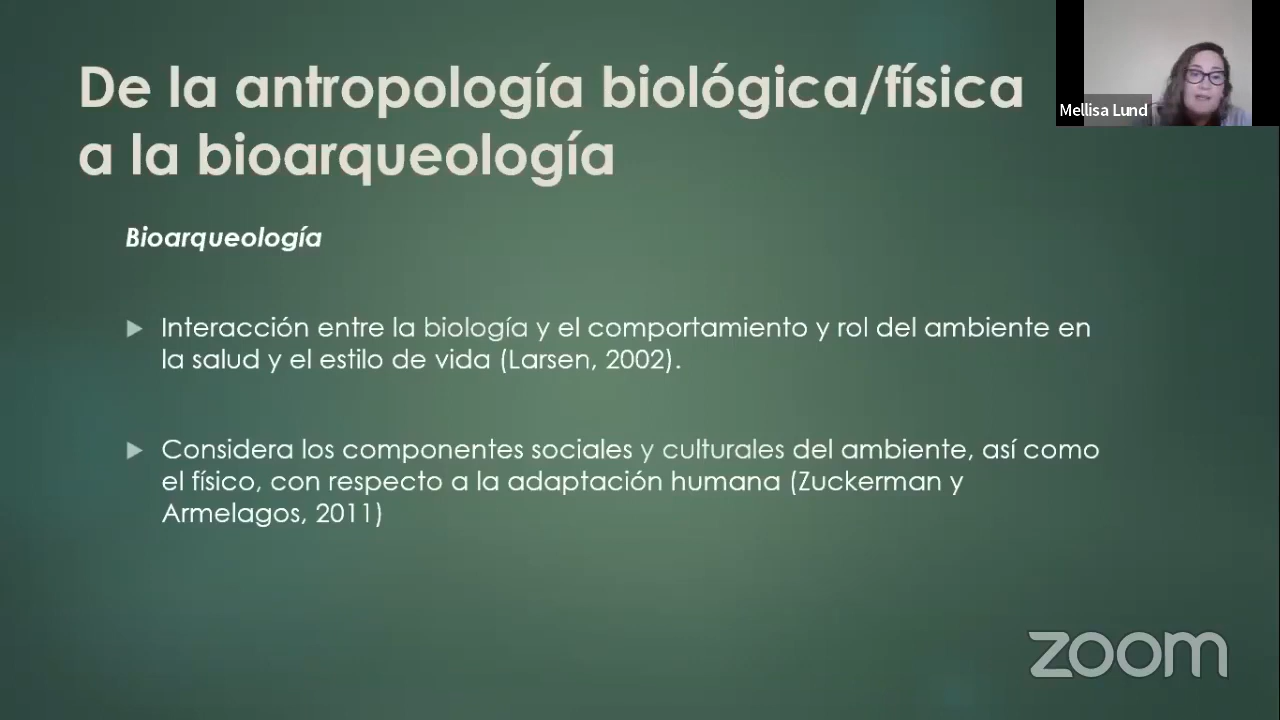 De la antropología biológica/física
a la bioarqueología
Mellisa Lund
Bioarqueología
Interacción entre la biología y el comportamiento y rol del ambiente en
la salud y el estilo de vida (Larsen, 2002).
Considera los componentes sociales y culturales del ambiente, así como
el físico, con respecto a la adaptación humana (Zuckerman y
Armelagos, 2011)
zoom